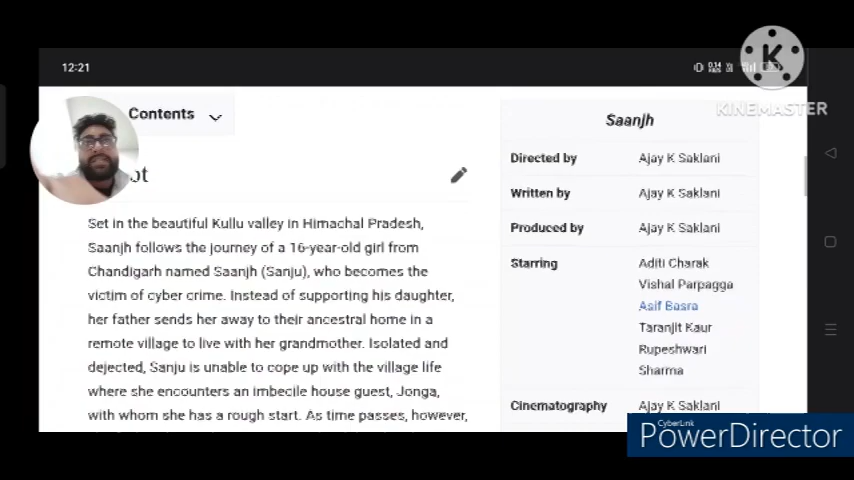 12:21
KINEMASTER
Contents
ot
Set in the beautiful Kullu valley in Himachal Pradesh,
Saanjh follows the journey of a 16-year-old girl from
Chandigarh named Saanjh (Sanju), who becomes the
victim of cyber crime. Instead of supporting his daughter,
her father sends her away to their ancestral home in a
remote village to live with her grandmother. Isolated and
dejected, Sanju is unable to cope up with the village life
where she encounters an imbecile house guest, Jonga,
with whom she has a rough start. As time passes, however,
Saanjh
Directed by Ajay K Saklani
Written by Ajay K Saklani
Produced by Ajay K Saklani
Starring Aditi Charak
Vishal Parpagga
Asif Basra
Taranjit Kaur
Rupeshwari
Sharma
Cinematography Ajay K Saklani
CyberLink
PowerDirector